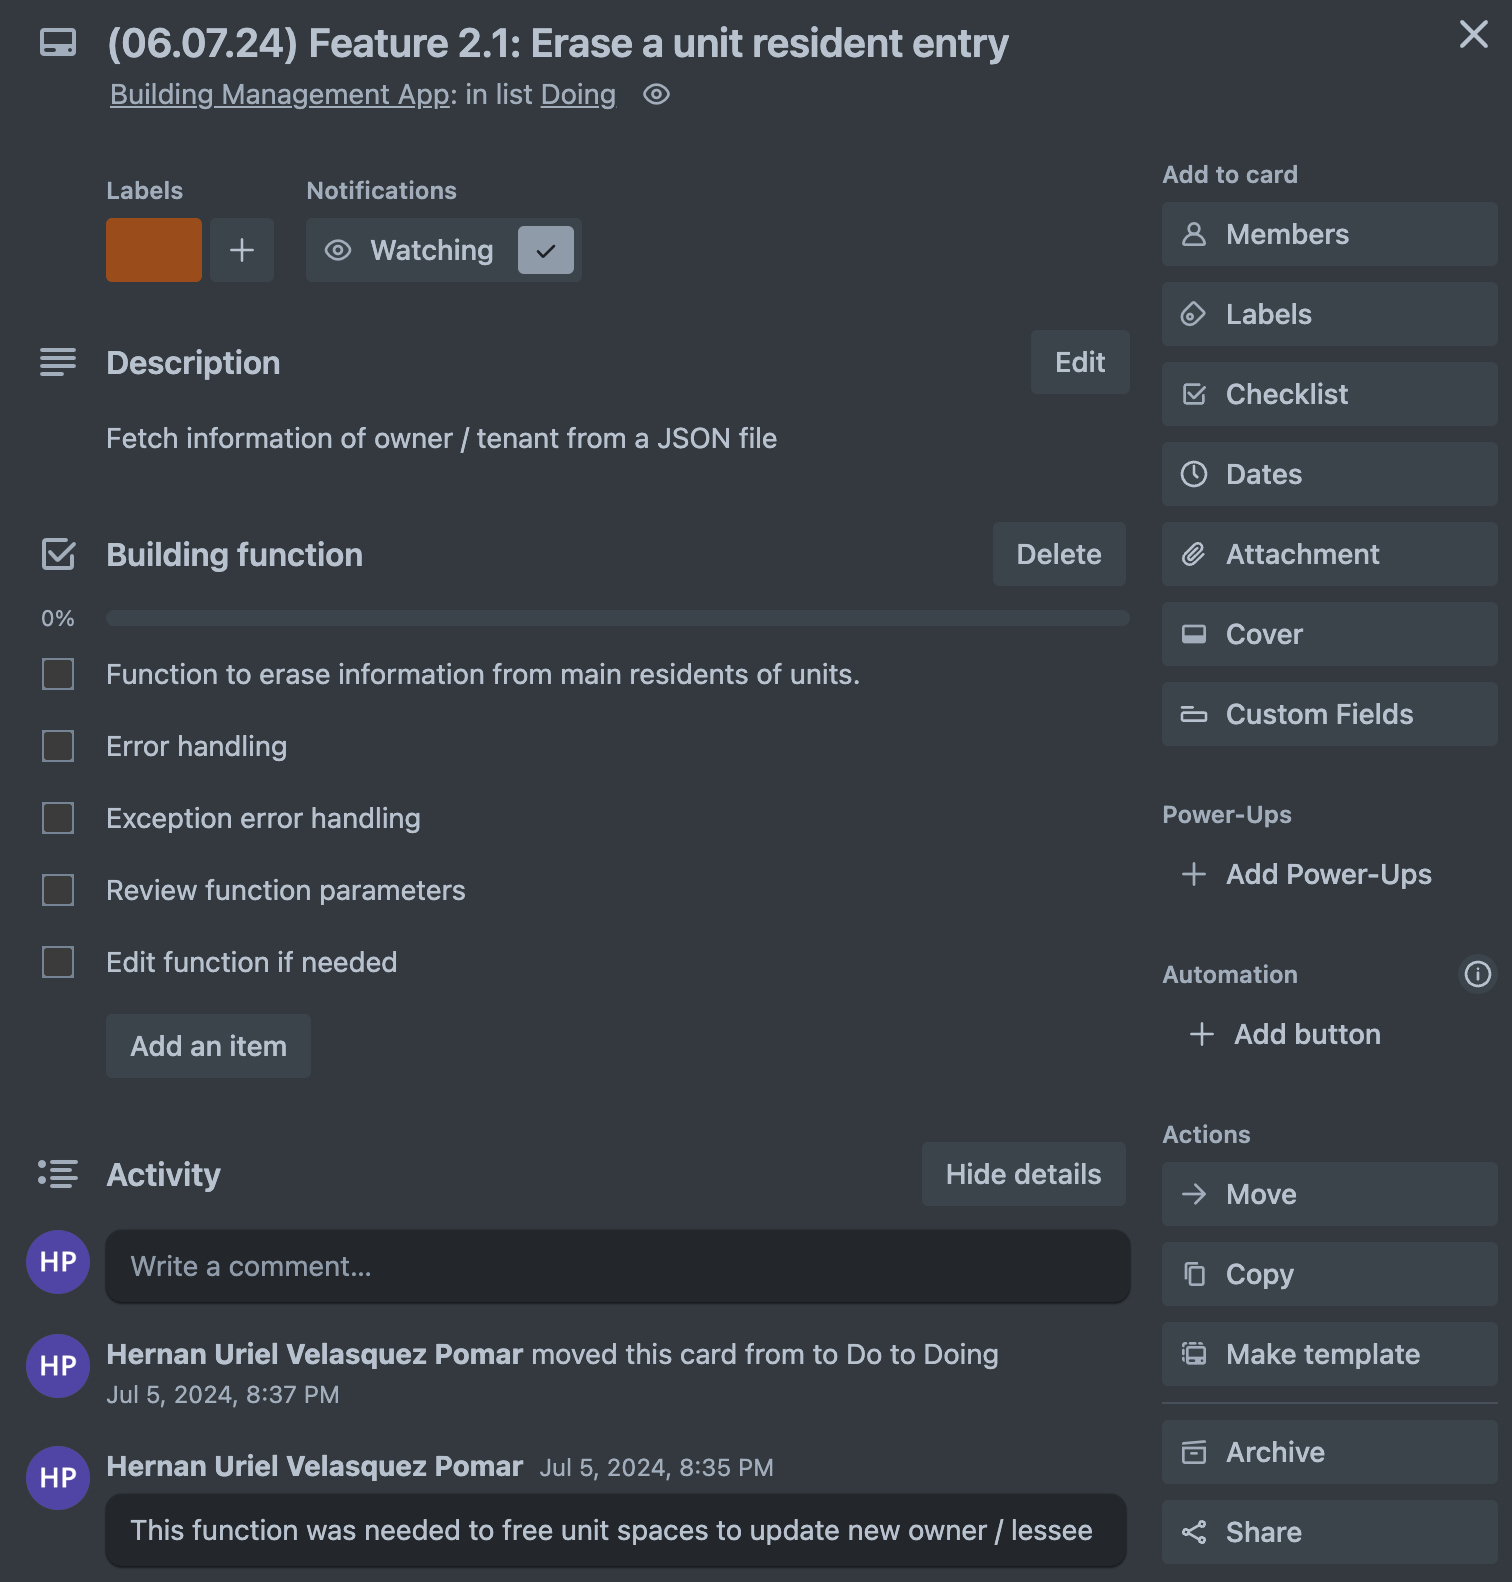 (06.07.24) Feature 2.1: Erase a unit resident entry
Building Management App: in list Doing
Labels
Notifications
Watching
Description
Edit
Fetch information of owner / tenant from a JSON file
Building function
Delete
0%
Function to erase information from main residents of units.
Error handling
Exception error handling
Review function parameters
Edit function if needed
Add an item
Activity
Hide details
HP
Write a comment...
HP
Hernan Uriel Velasquez Pomar moved this card from to Do to Doing
Jul 5, 2024, 8:37 PM
HP
Hernan Uriel Velasquez Pomar Jul 5, 2024, 8:35 PM
This function was needed to free unit spaces to update new owner / lessee
Add to card
Members
Labels
Checklist
Dates
Attachment
Cover
Custom Fields
Power-Ups
Add Power-Ups
Automation
Add button
Actions
Move
Copy
Make template
Archive
Share